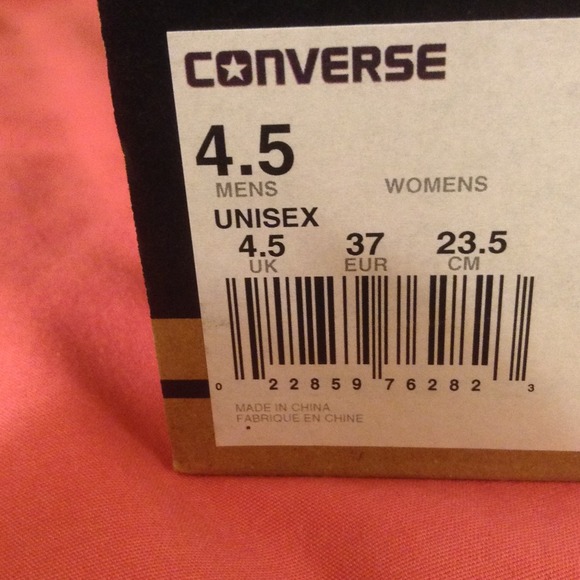 CONVERSE
4.5
MENS WOMENS
UNISEX
4.5 37 23.5
UK EUR CM
0 22859 76282 3
MADE IN CHINA
FABRIQUE EN CHINE